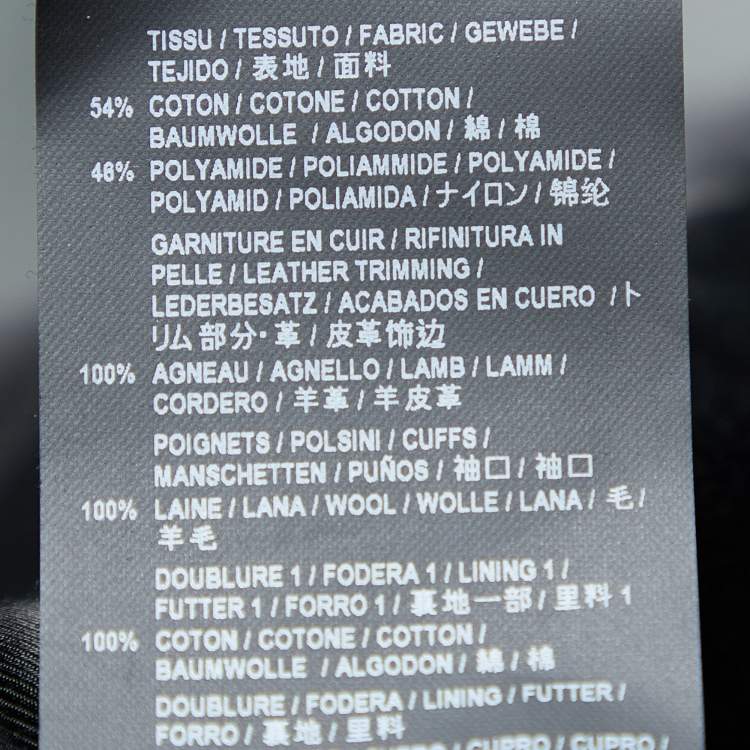 TISSU / TESSUTO / FABRIC / GEWEBE /
TEJIDO / 表地 / 面料
54% COTON / COTONE / COTTON /
BAUMWOLLE / ALGODON / 綿 / 棉
46% POLYAMIDE / POLIAMMIDE / POLYAMIDE /
POLYAMID / POLIAMIDA / ナイロン / 锦纶
GARNITURE EN CUIR / RIFINITURA IN
PELLE / LEATHER TRIMMING /
LEDERBESATZ / ACABADOS EN CUERO / ト
リム部分・革 / 皮革饰边
100% AGNEAU / AGNELLO / LAMB / LAMM /
CORDERO / 羊革 / 羊皮革
POIGNETS / POLSINI / CUFFS /
MANSCHETTEN / PUÑOS / 袖口 / 袖口
100% LAINE / LANA / WOOL / WOLLE / LANA / 毛 /
羊毛
DOUBLURE 1 / FODERA 1 / LINING 1 /
FUTTER 1 / FORRO 1 / 裏地一部 / 里料 1
100% COTON / COTONE / COTTON /
BAUMWOLLE / ALGODON / 綿 / 棉
DOUBLURE / FODERA / LINING / FUTTER /
FORRO / 裏地 / 里料
CUPRO / CUPRO